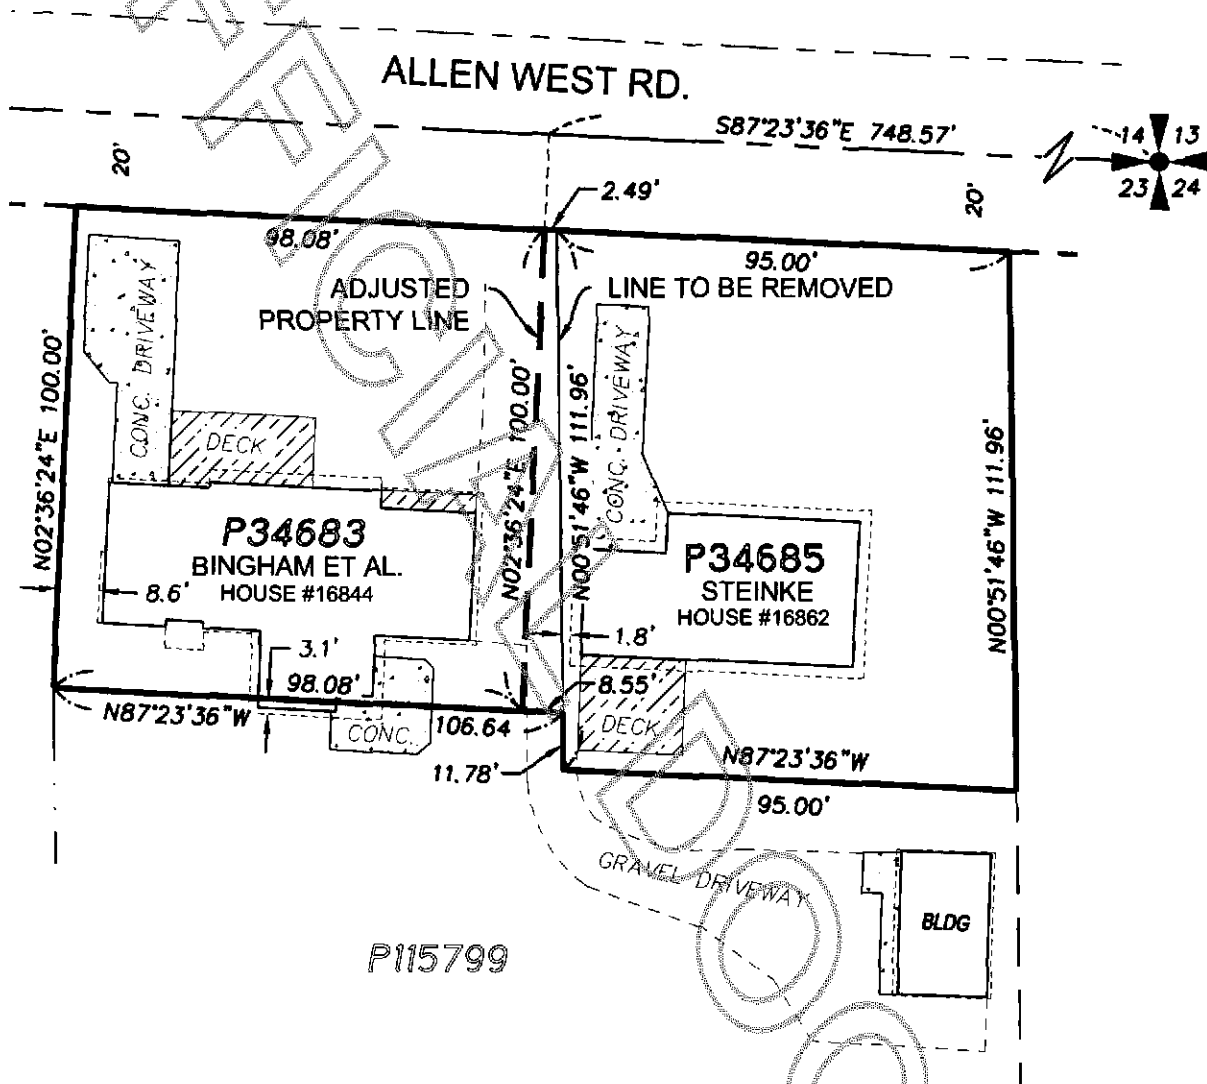 ALLEN WEST RD.
S87°23'36"E 748.57'
14 13
23 24
20'
20'
2.49'
98.08'
95.00'
ADJUSTED
PROPERTY LINE
LINE TO BE REMOVED
CONC. DRIVEWAY
CONC. DRIVEWAY
N02°36'24"E 100.00'
N02°36'24"E 100.00'
N00°51'46"W 111.96'
N00°51'46"W 111.96'
DECK
P34683
BINGHAM ET AL.
HOUSE #16844
P34685
STEINKE
HOUSE #16862
8.6'
1.8'
3.1'
98.08'
8.55'
N87°23'36"W
106.64
CONC.
DECK
11.78'
N87°23'36"W
95.00'
GRAVEL DRIVEWAY
BLDG
P115799